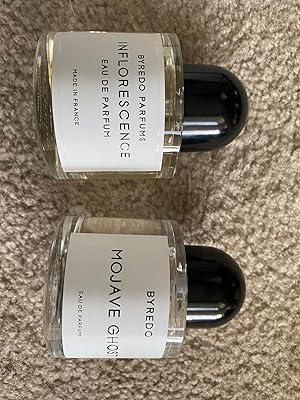 BYREDO PARFUMS
INFLORESCENCE
EAU DE PARFUM
MADE IN FRANCE
BYREDO
MOJAVE GHOST
EAU DE PARFUM